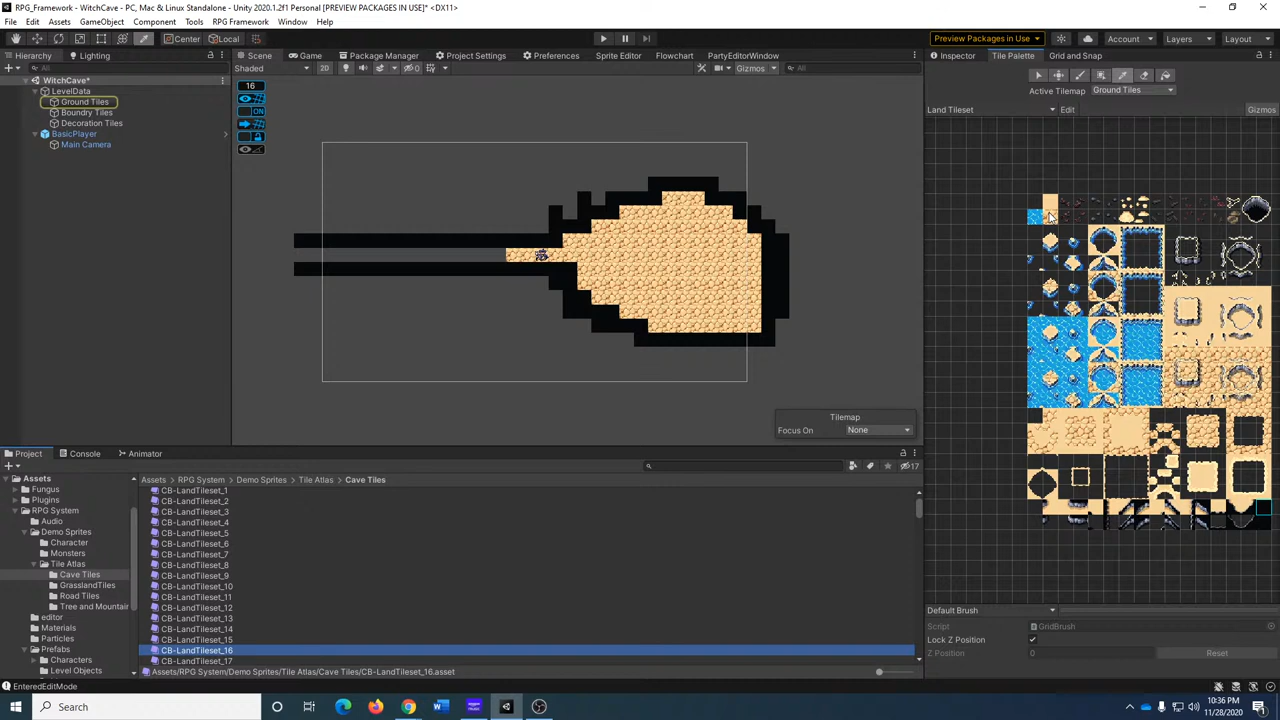 RPG_Framework - WitchCave - PC, Mac & Linux Standalone - Unity 2020.1.2f1 Personal [PREVIEW PACKAGES IN USE]* <DX11>
File Edit Assets GameObject Component Tools RPG Framework Window Help
Center Local Preview Packages in Use Account Layers Layout
Hierarchy Lighting Scene Game Package Manager Project Settings Preferences Sprite Editor Flowchart PartyEditorWindow Inspector Tile Palette Grid and Snap
All Shaded 2D 0 Gizmos All
WitchCave*
LevelData
Ground Tiles
Boundry Tiles
Decoration Tiles
BasicPlayer
Main Camera
16
ON
Active Tilemap Ground Tiles
Land Tileset Edit Gizmos
Tilemap
Focus On None
Project Console Animator
17
Assets
Fungus
Plugins
RPG System
Audio
Demo Sprites
Character
Monsters
Tile Atlas
Cave Tiles
GrasslandTiles
Road Tiles
Tree and Mountain
editor
Materials
Particles
Prefabs
Characters
Level Objects
Assets > RPG System > Demo Sprites > Tile Atlas > Cave Tiles
CB-LandTileset_1
CB-LandTileset_2
CB-LandTileset_3
CB-LandTileset_4
CB-LandTileset_5
CB-LandTileset_6
CB-LandTileset_7
CB-LandTileset_8
CB-LandTileset_9
CB-LandTileset_10
CB-LandTileset_11
CB-LandTileset_12
CB-LandTileset_13
CB-LandTileset_14
CB-LandTileset_15
CB-LandTileset_16
CB-LandTileset_17
Assets/RPG System/Demo Sprites/Tile Atlas/Cave Tiles/CB-LandTileset_16.asset
Default Brush
Script GridBrush
Lock Z Position
Z Position 0 Reset
EnteredEditMode
Search
10:36 PM
11/28/2020
1